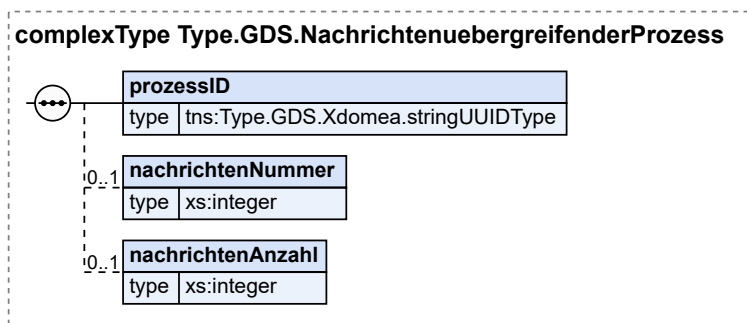 complexType Type.GDS.NachrichtenuebergreifenderProzess
prozessID
type tns:Type.GDS.Xdomea.stringUUIDType
0..1 nachrichtenNummer
type xs:integer
0..1 nachrichtenAnzahl
type xs:integer